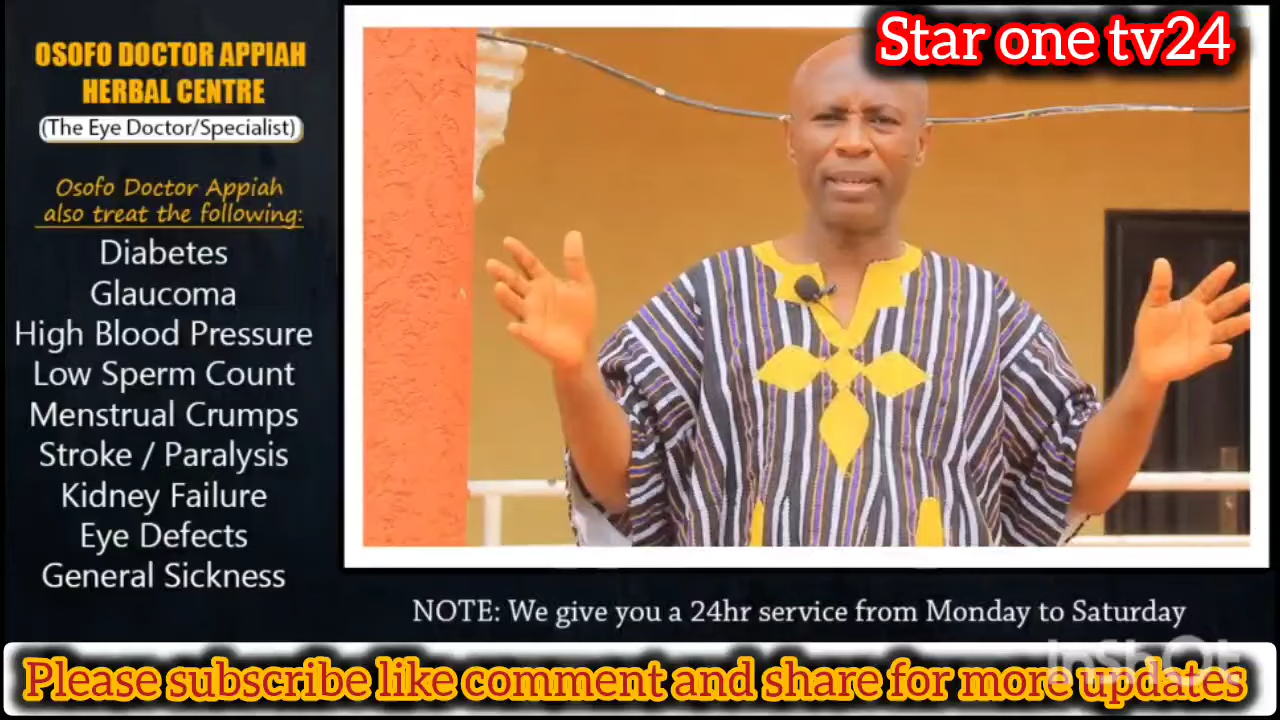 OSOFO DOCTOR APPIAH
HERBAL CENTRE
(The Eye Doctor/Specialist)
Osofo Doctor Appiah
also treat the following:
Diabetes
Glaucoma
High Blood Pressure
Low Sperm Count
Menstrual Crumps
Stroke / Paralysis
Kidney Failure
Eye Defects
General Sickness
Star one tv24
NOTE: We give you a 24hr service from Monday to Saturday
InShOt
Please subscribe like comment and share for more updates